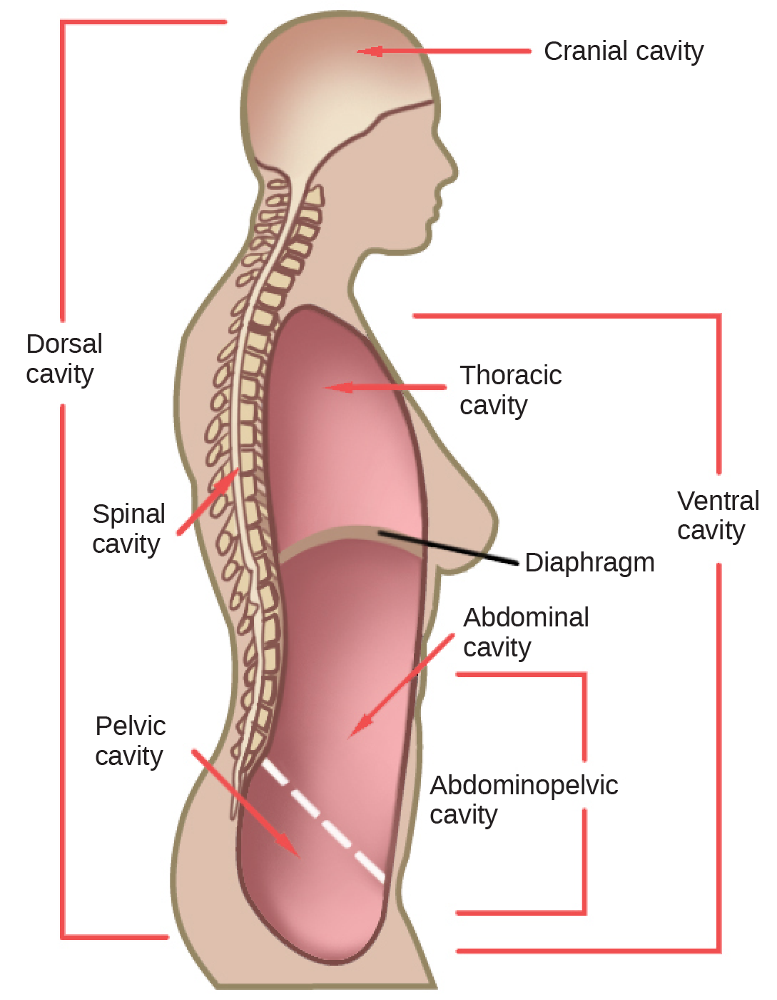 Cranial cavity
Dorsal
cavity
Thoracic
cavity
Spinal
cavity
Ventral
cavity
Diaphragm
Abdominal
cavity
Pelvic
cavity
Abdominopelvic
cavity